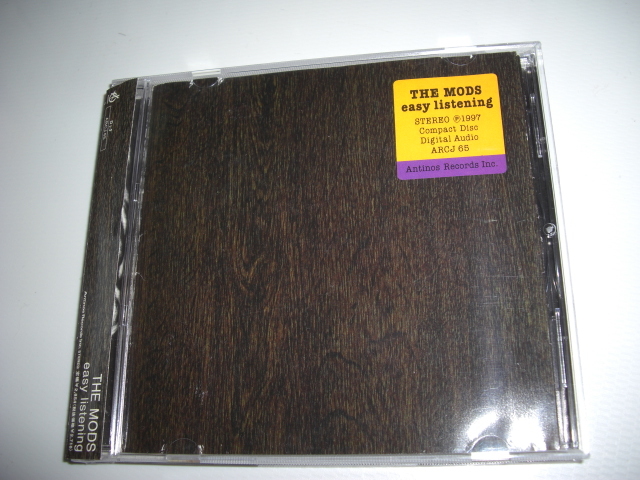 THE MODS
easy listening
STEREO ℗1997
Compact Disc
Digital Audio
ARCJ 65
Antinos Records Inc.
THE MODS
easy listening